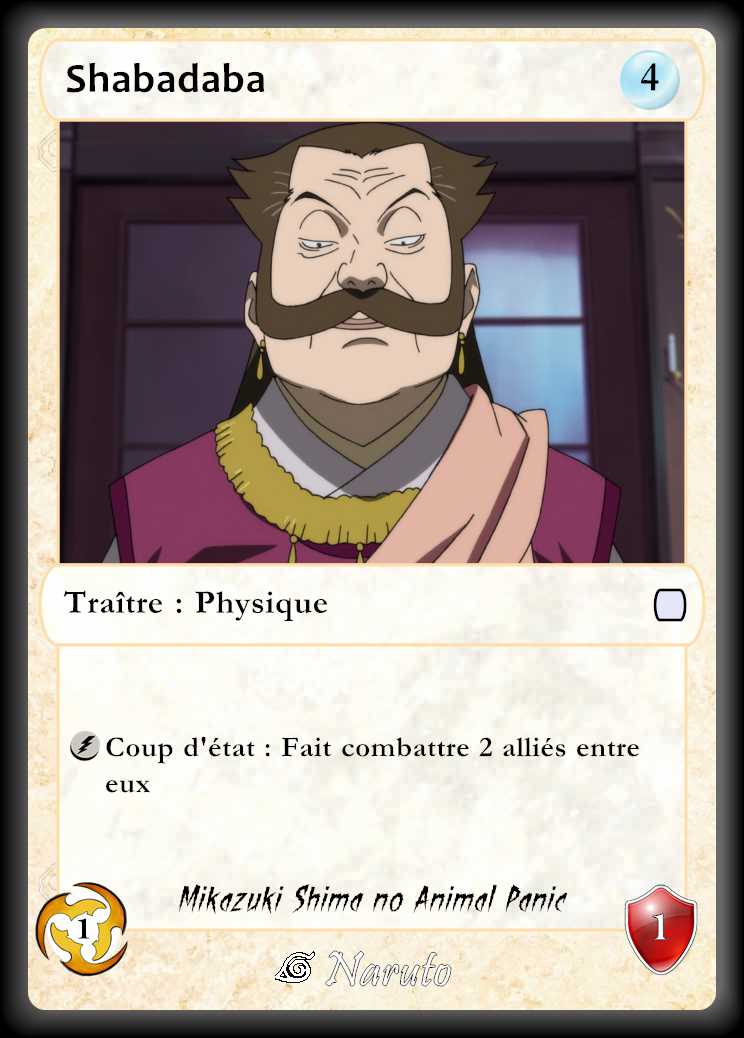 Shabadaba
4
Traître : Physique
Coup d'état : Fait combattre 2 alliés entre
eux
Mikazuki Shima no Animal Panic
1
1
Naruto